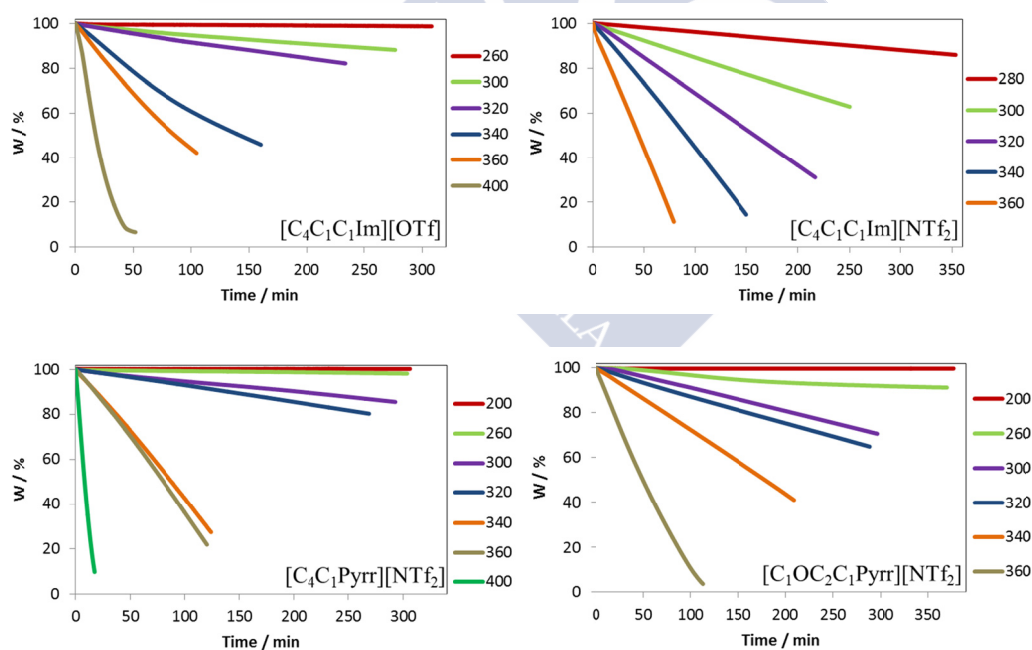 100
80
60
40
20
0
W / %
0 50 100 150 200 250 300
Time / min
260
300
320
340
360
400
[C₄C₁C₁Im][OTf]
100
80
60
40
20
0
W / %
0 50 100 150 200 250 300 350
Time / min
280
300
320
340
360
[C₄C₁C₁Im][NTf₂]
LA
100
80
60
40
20
0
W / %
0 50 100 150 200 250 300
Time / min
200
260
300
320
340
360
400
[C₄C₁Pyrr][NTf₂]
100
80
60
40
20
0
W / %
0 50 100 150 200 250 300 350
Time / min
200
260
300
320
340
360
[C₁OC₂C₁Pyrr][NTf₂]